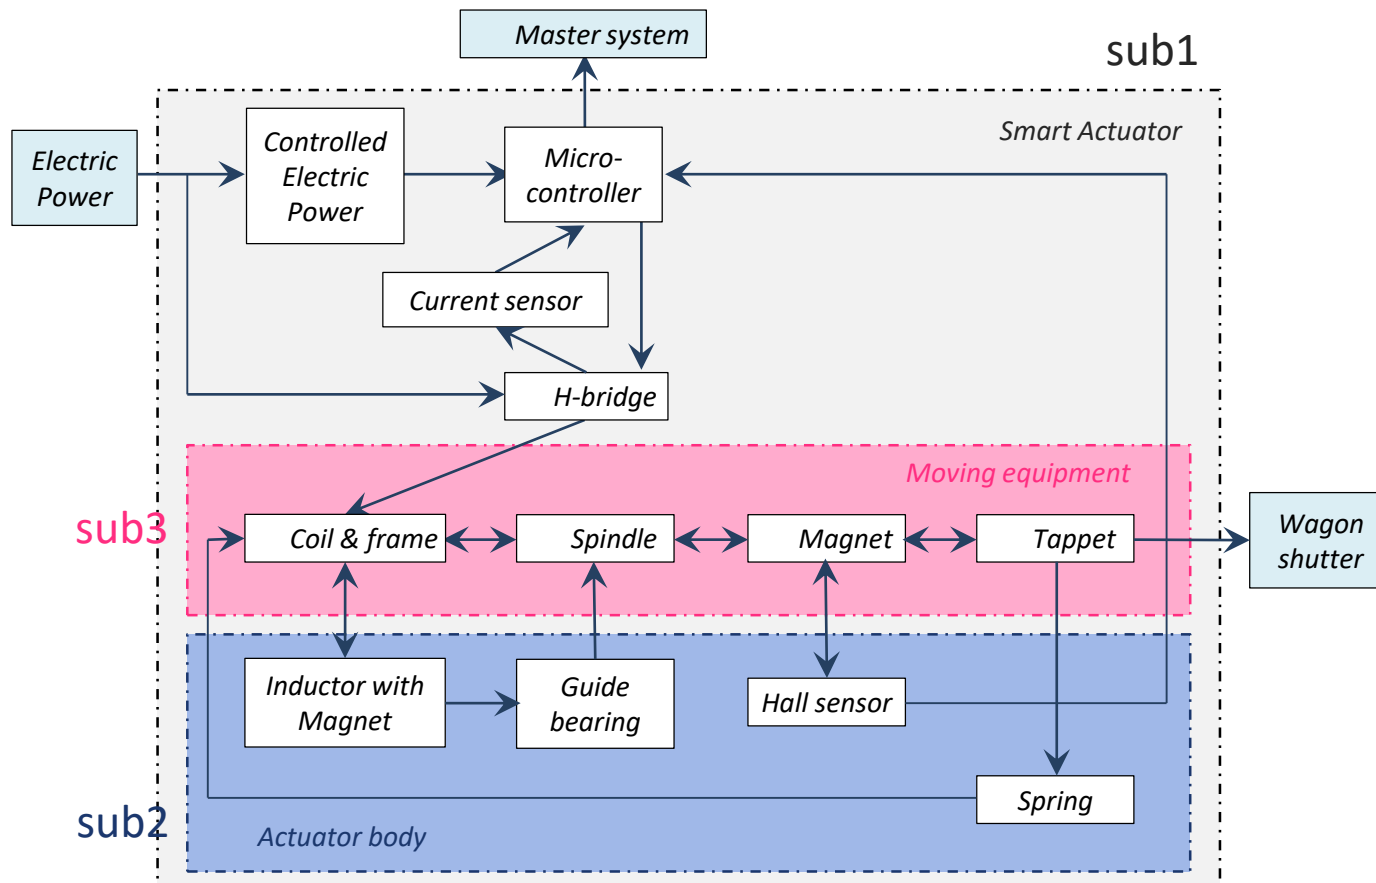 Master system
sub1
Smart Actuator
Electric
Power
Controlled
Electric
Power
Micro-
controller
Current sensor
H-bridge
Moving equipment
sub3
Coil & frame
Spindle
Magnet
Tappet
Wagon
shutter
Inductor with
Magnet
Guide
bearing
Hall sensor
Spring
sub2
Actuator body